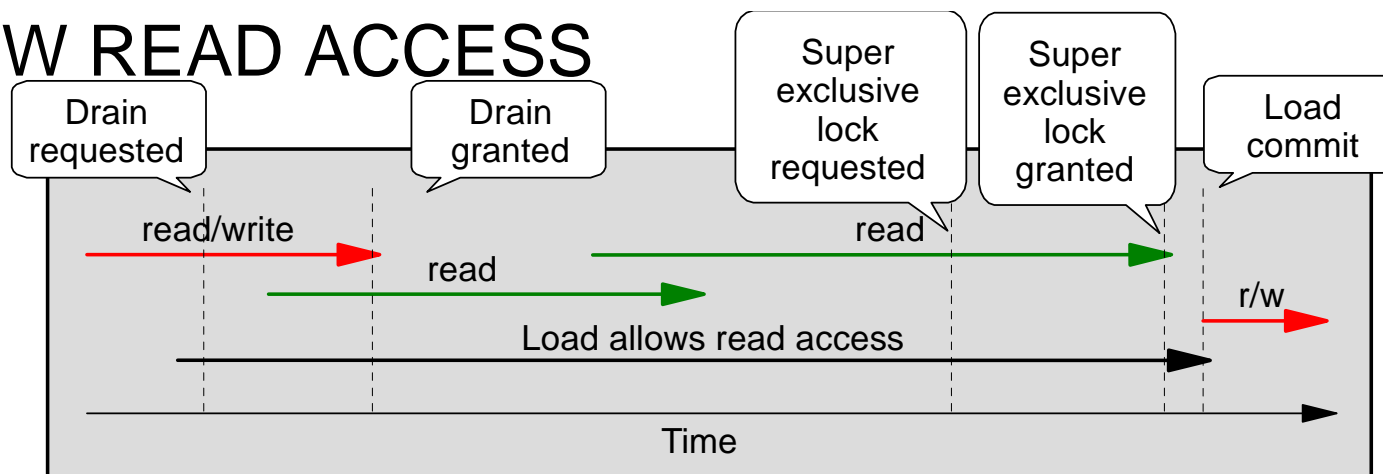 W READ ACCESS
Drain
requested
Drain
granted
Super
exclusive
lock
requested
Super
exclusive
lock
granted
Load
commit
read/write
read
read
r/w
Load allows read access
Time